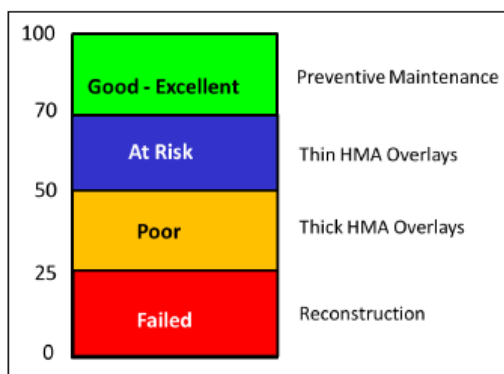 100
Good - Excellent
Preventive Maintenance
70
At Risk
Thin HMA Overlays
50
Poor
Thick HMA Overlays
25
Failed
Reconstruction
0